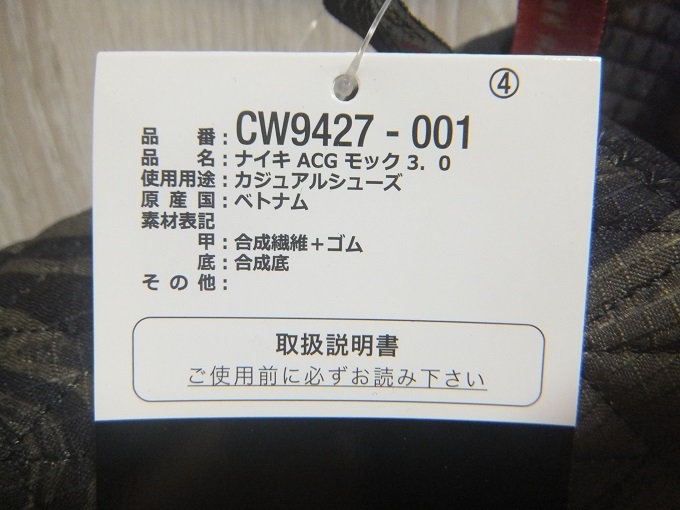 ④
品番：CW9427 - 001
品名：ナイキ ACG モック 3．0
使用用途：カジュアルシューズ
原産国：ベトナム
素材表記
甲：合成繊維＋ゴム
底：合成底
その他：
取扱説明書
ご使用前に必ずお読み下さい